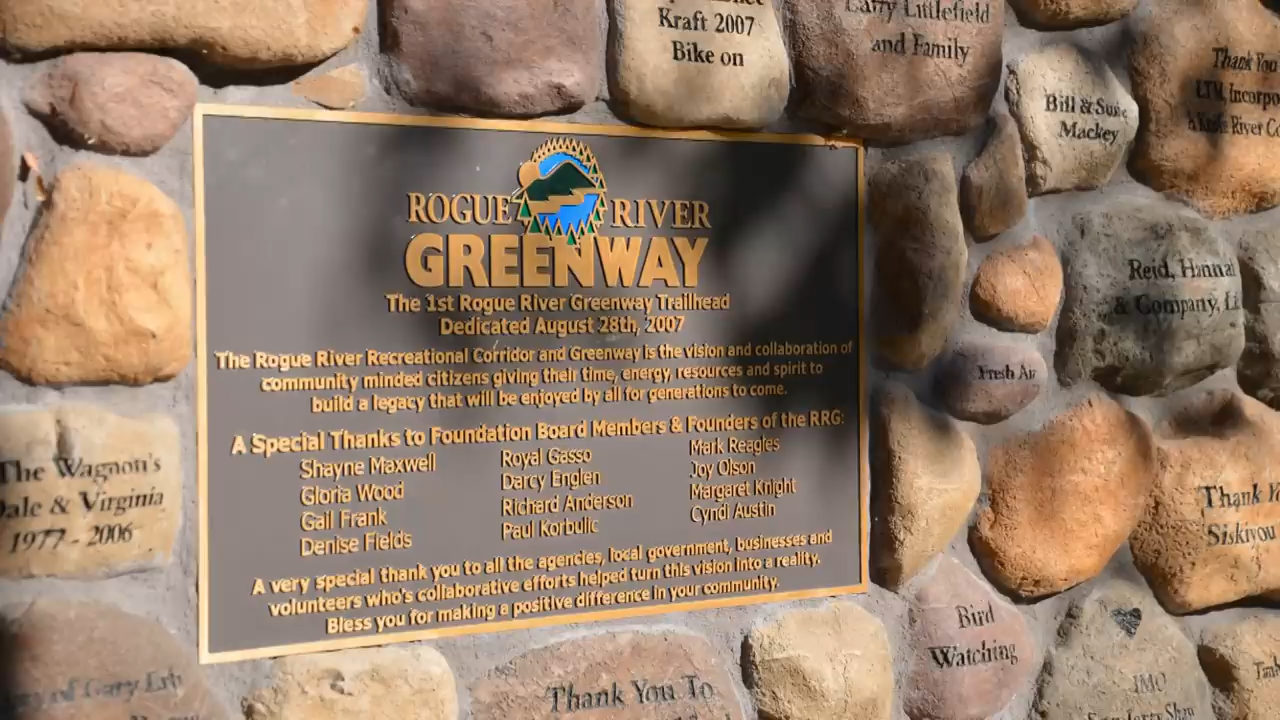 Kraft 2007
Bike on
Larry Littlefield
and Family
Bill & Susie
Mackey
Thank You
LTM, Incorpo
River C
Reid, Hanna
& Company, L
Fresh Air
ROGUE RIVER
GREENWAY
The 1st Rogue River Greenway Trailhead
Dedicated August 28th, 2007
The Rogue River Recreational Corridor and Greenway is the vision and collaboration of
community minded citizens giving their time, energy, resources and spirit to
build a legacy that will be enjoyed by all for generations to come.
A Special Thanks to Foundation Board Members & Founders of the RRG:
Shayne Maxwell
Gloria Wood
Gail Frank
Denise Fields
Royal Gasso
Darcy Englen
Richard Anderson
Paul Korbulic
Mark Reagles
Joy Olson
Margaret Knight
Cyndi Austin
A very special thank you to all the agencies, local government, businesses and
volunteers who's collaborative efforts helped turn this vision into a reality.
Bless you for making a positive difference in your community.
The Wagnon's
Dale & Virginia
1977 - 2006
Thank Y
Siskiyou
Bird
Watching
of Gary Erb
Thank You To
IMO